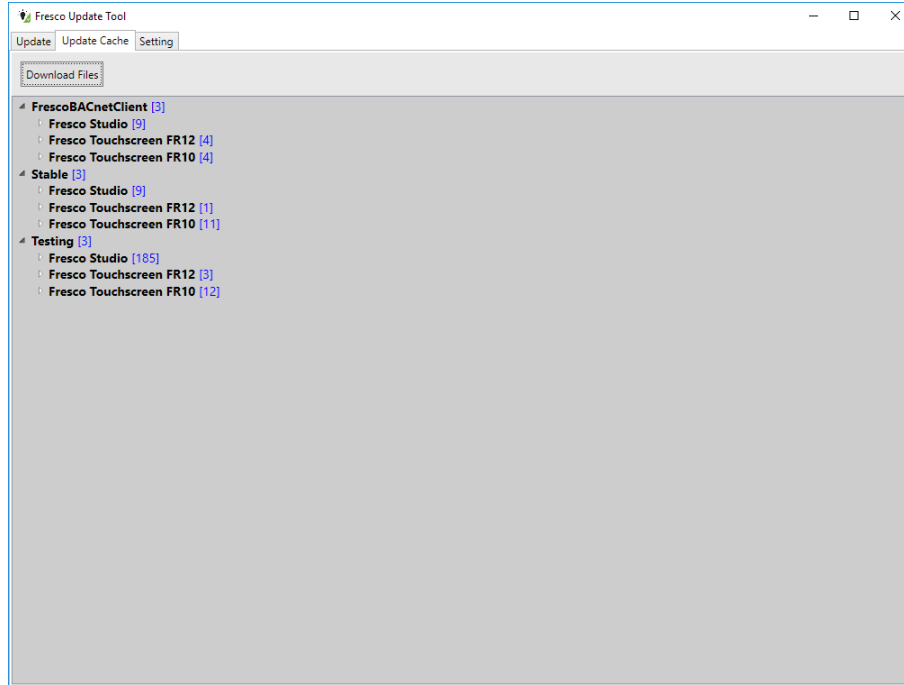 Fresco Update Tool
Update Update Cache Setting
Download Files
FrescoBACnetClient [3]
Fresco Studio [9]
Fresco Touchscreen FR12 [4]
Fresco Touchscreen FR10 [4]
Stable [3]
Fresco Studio [9]
Fresco Touchscreen FR12 [1]
Fresco Touchscreen FR10 [11]
Testing [3]
Fresco Studio [185]
Fresco Touchscreen FR12 [3]
Fresco Touchscreen FR10 [12]